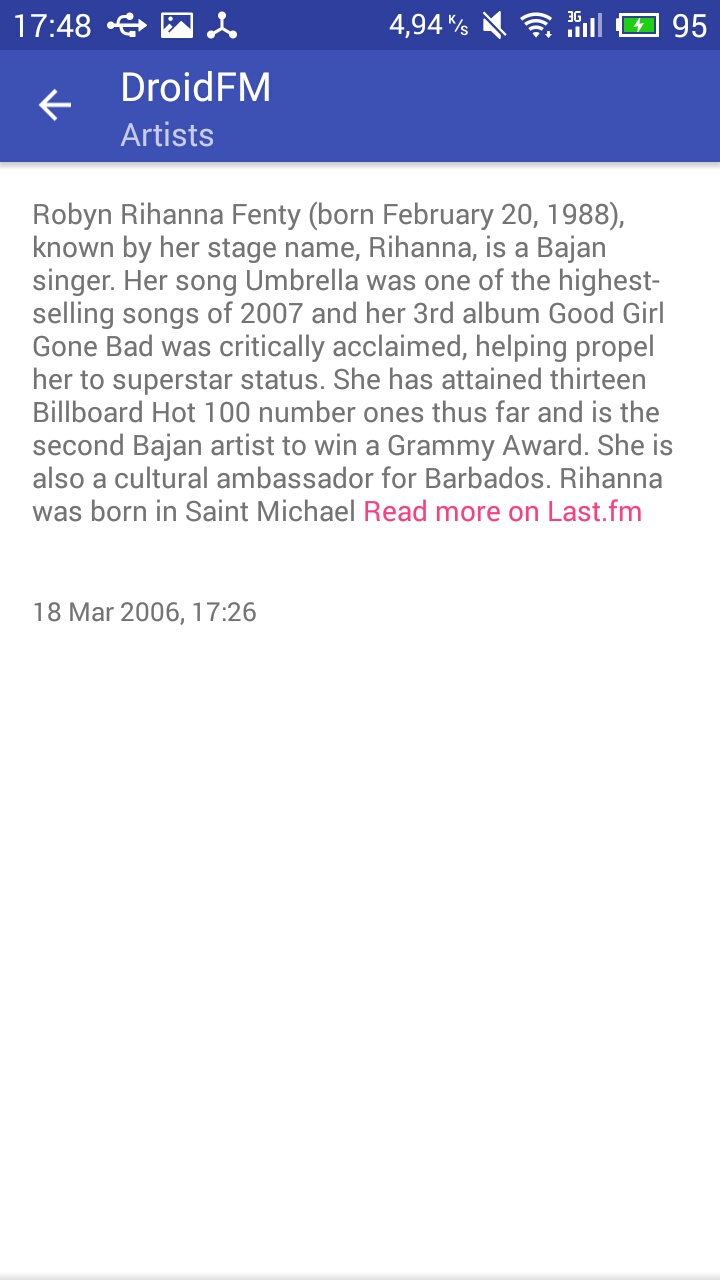 17:48 4,94 K/s 3G 95
DroidFM
Artists
Robyn Rihanna Fenty (born February 20, 1988),
known by her stage name, Rihanna, is a Bajan
singer. Her song Umbrella was one of the highest-
selling songs of 2007 and her 3rd album Good Girl
Gone Bad was critically acclaimed, helping propel
her to superstar status. She has attained thirteen
Billboard Hot 100 number ones thus far and is the
second Bajan artist to win a Grammy Award. She is
also a cultural ambassador for Barbados. Rihanna
was born in Saint Michael Read more on Last.fm
18 Mar 2006, 17:26